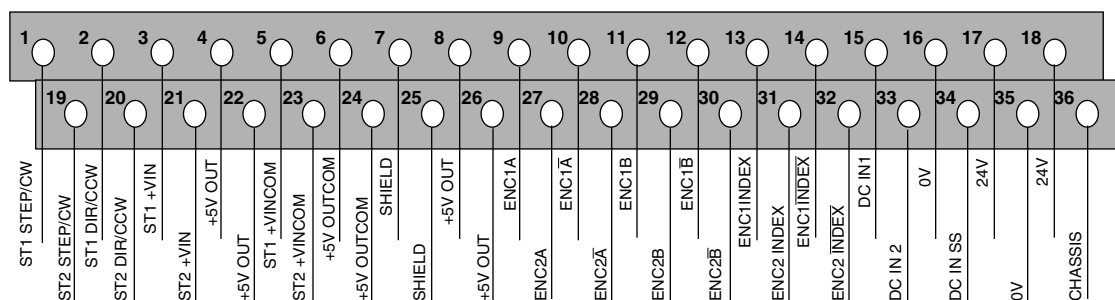 1 2 3 4 5 6 7 8 9 10 11 12 13 14 15 16 17 18
19 20 21 22 23 24 25 26 27 28 29 30 31 32 33 34 35 36
ST1 STEP/CW
ST2 STEP/CW
ST1 DIR/CCW
ST2 DIR/CCW
ST1 +VIN
ST2 +VIN
+5V OUT
+5V OUT
ST1 +VINCOM
ST2 +VINCOM
+5V OUTCOM
+5V OUTCOM
SHIELD
SHIELD
+5V OUT
+5V OUT
ENC1A
ENC2A
ENC1A̅
ENC2A̅
ENC1B
ENC2B
ENC1B̅
ENC2B̅
ENC1INDEX
ENC2 INDEX
ENC1I̅N̅D̅E̅X̅
ENC2 I̅N̅D̅E̅X̅
DC IN1
DC IN 2
0V
DC IN SS
24V
0V
24V
CHASSIS